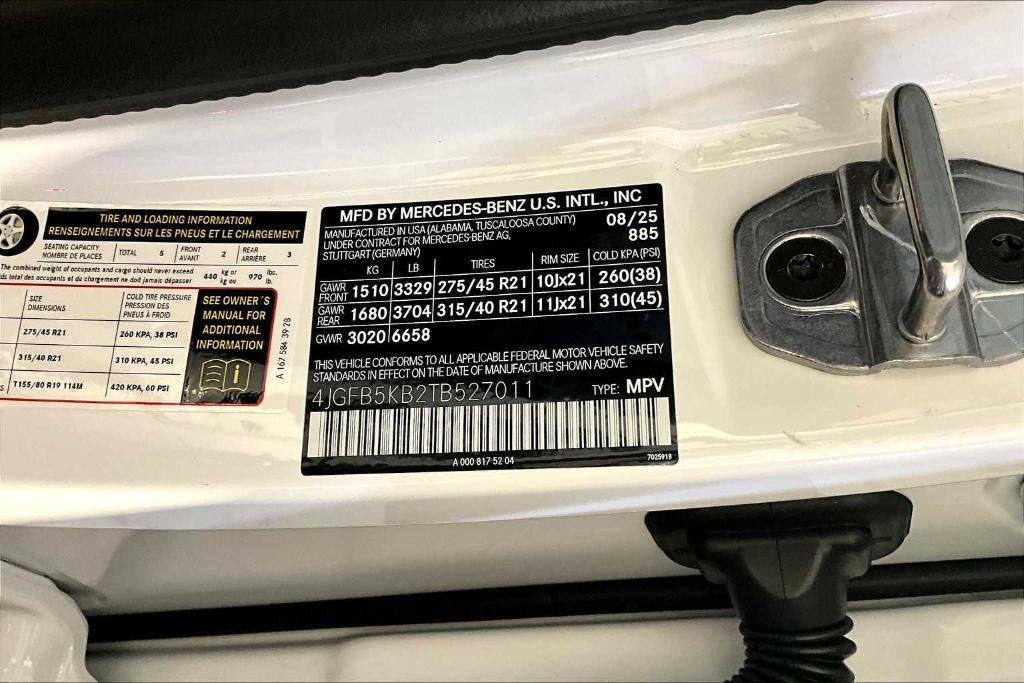 TIRE AND LOADING INFORMATION
RENSEIGNEMENTS SUR LES PNEUS ET LE CHARGEMENT
SEATING CAPACITY
NOMBRE DE PLACES
TOTAL 5
FRONT
AVANT 2
REAR
ARRIÈRE 3
The combined weight of occupants and cargo should never exceed
total des occupants et du chargement ne doit jamais dépasser
440 kg or
kg ou
970 lbs.
lb.
SIZE
DIMENSIONS
COLD TIRE PRESSURE
PRESSION DES
PNEUS À FROID
275/45 R21 260 KPA, 38 PSI
315/40 R21 310 KPA, 45 PSI
T155/80 R19 114M 420 KPA, 60 PSI
SEE OWNER´S
MANUAL FOR
ADDITIONAL
INFORMATION
A 167 584 39 28
MFD BY MERCEDES-BENZ U.S. INTL., INC
MANUFACTURED IN USA (ALABAMA, TUSCALOOSA COUNTY) 08/25
UNDER CONTRACT FOR MERCEDES-BENZ AG, 885
STUTTGART (GERMANY)
KG LB TIRES RIM SIZE COLD KPA (PSI)
GAWR
FRONT 1510 3329 275/45 R21 10Jx21 260(38)
GAWR
REAR 1680 3704 315/40 R21 11Jx21 310(45)
GVWR 3020 6658
THIS VEHICLE CONFORMS TO ALL APPLICABLE FEDERAL MOTOR VEHICLE SAFETY
STANDARDS IN EFFECT ON THE DATE OF MANUFACTURE SHOWN ABOVE.
4JGFB5KB2TB527011 TYPE: MPV
A 000 817 52 04
7025918